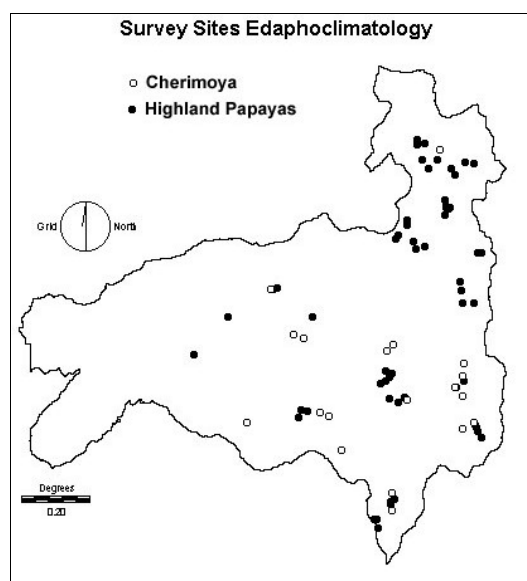 Survey Sites Edaphoclimatology
Cherimoya
Highland Papayas
Grid North
Degrees
0.20